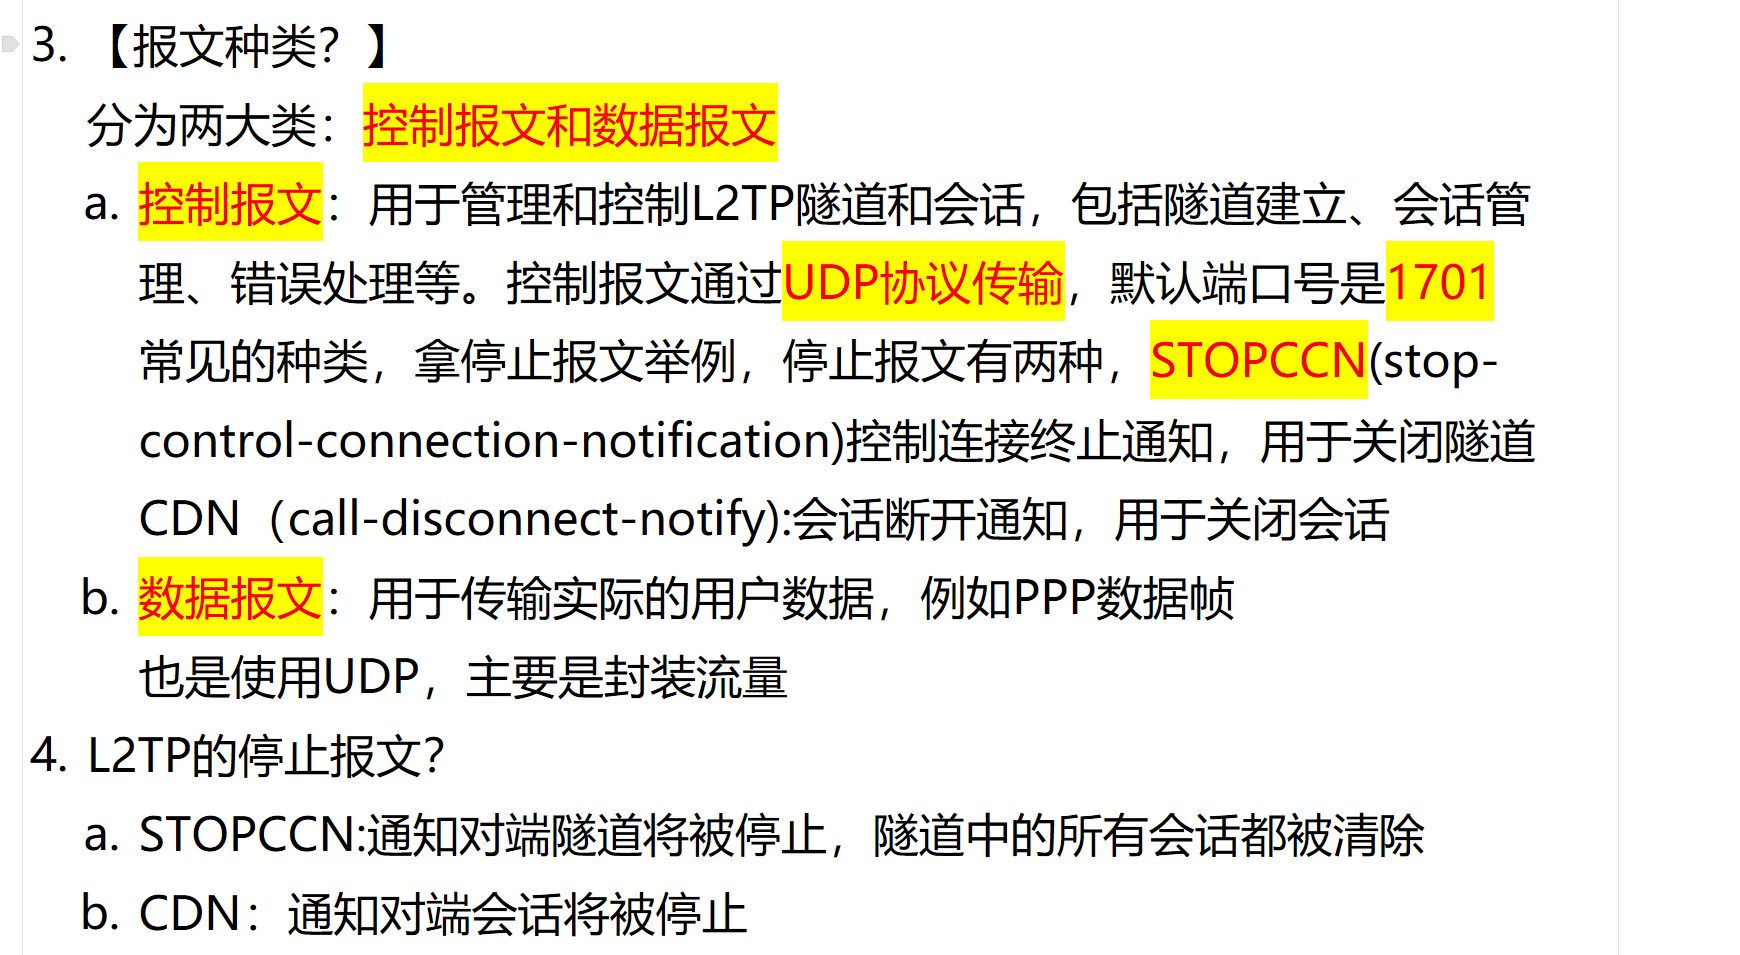 3. 【报文种类？】
分为两大类：控制报文和数据报文
a. 控制报文：用于管理和控制L2TP隧道和会话，包括隧道建立、会话管
理、错误处理等。控制报文通过UDP协议传输，默认端口号是1701
常见的种类，拿停止报文举例，停止报文有两种，STOPCCN(stop-
control-connection-notification)控制连接终止通知，用于关闭隧道
CDN（call-disconnect-notify):会话断开通知，用于关闭会话
b. 数据报文：用于传输实际的用户数据，例如PPP数据帧
也是使用UDP，主要是封装流量
4. L2TP的停止报文？
a. STOPCCN:通知对端隧道将被停止，隧道中的所有会话都被清除
b. CDN：通知对端会话将被停止